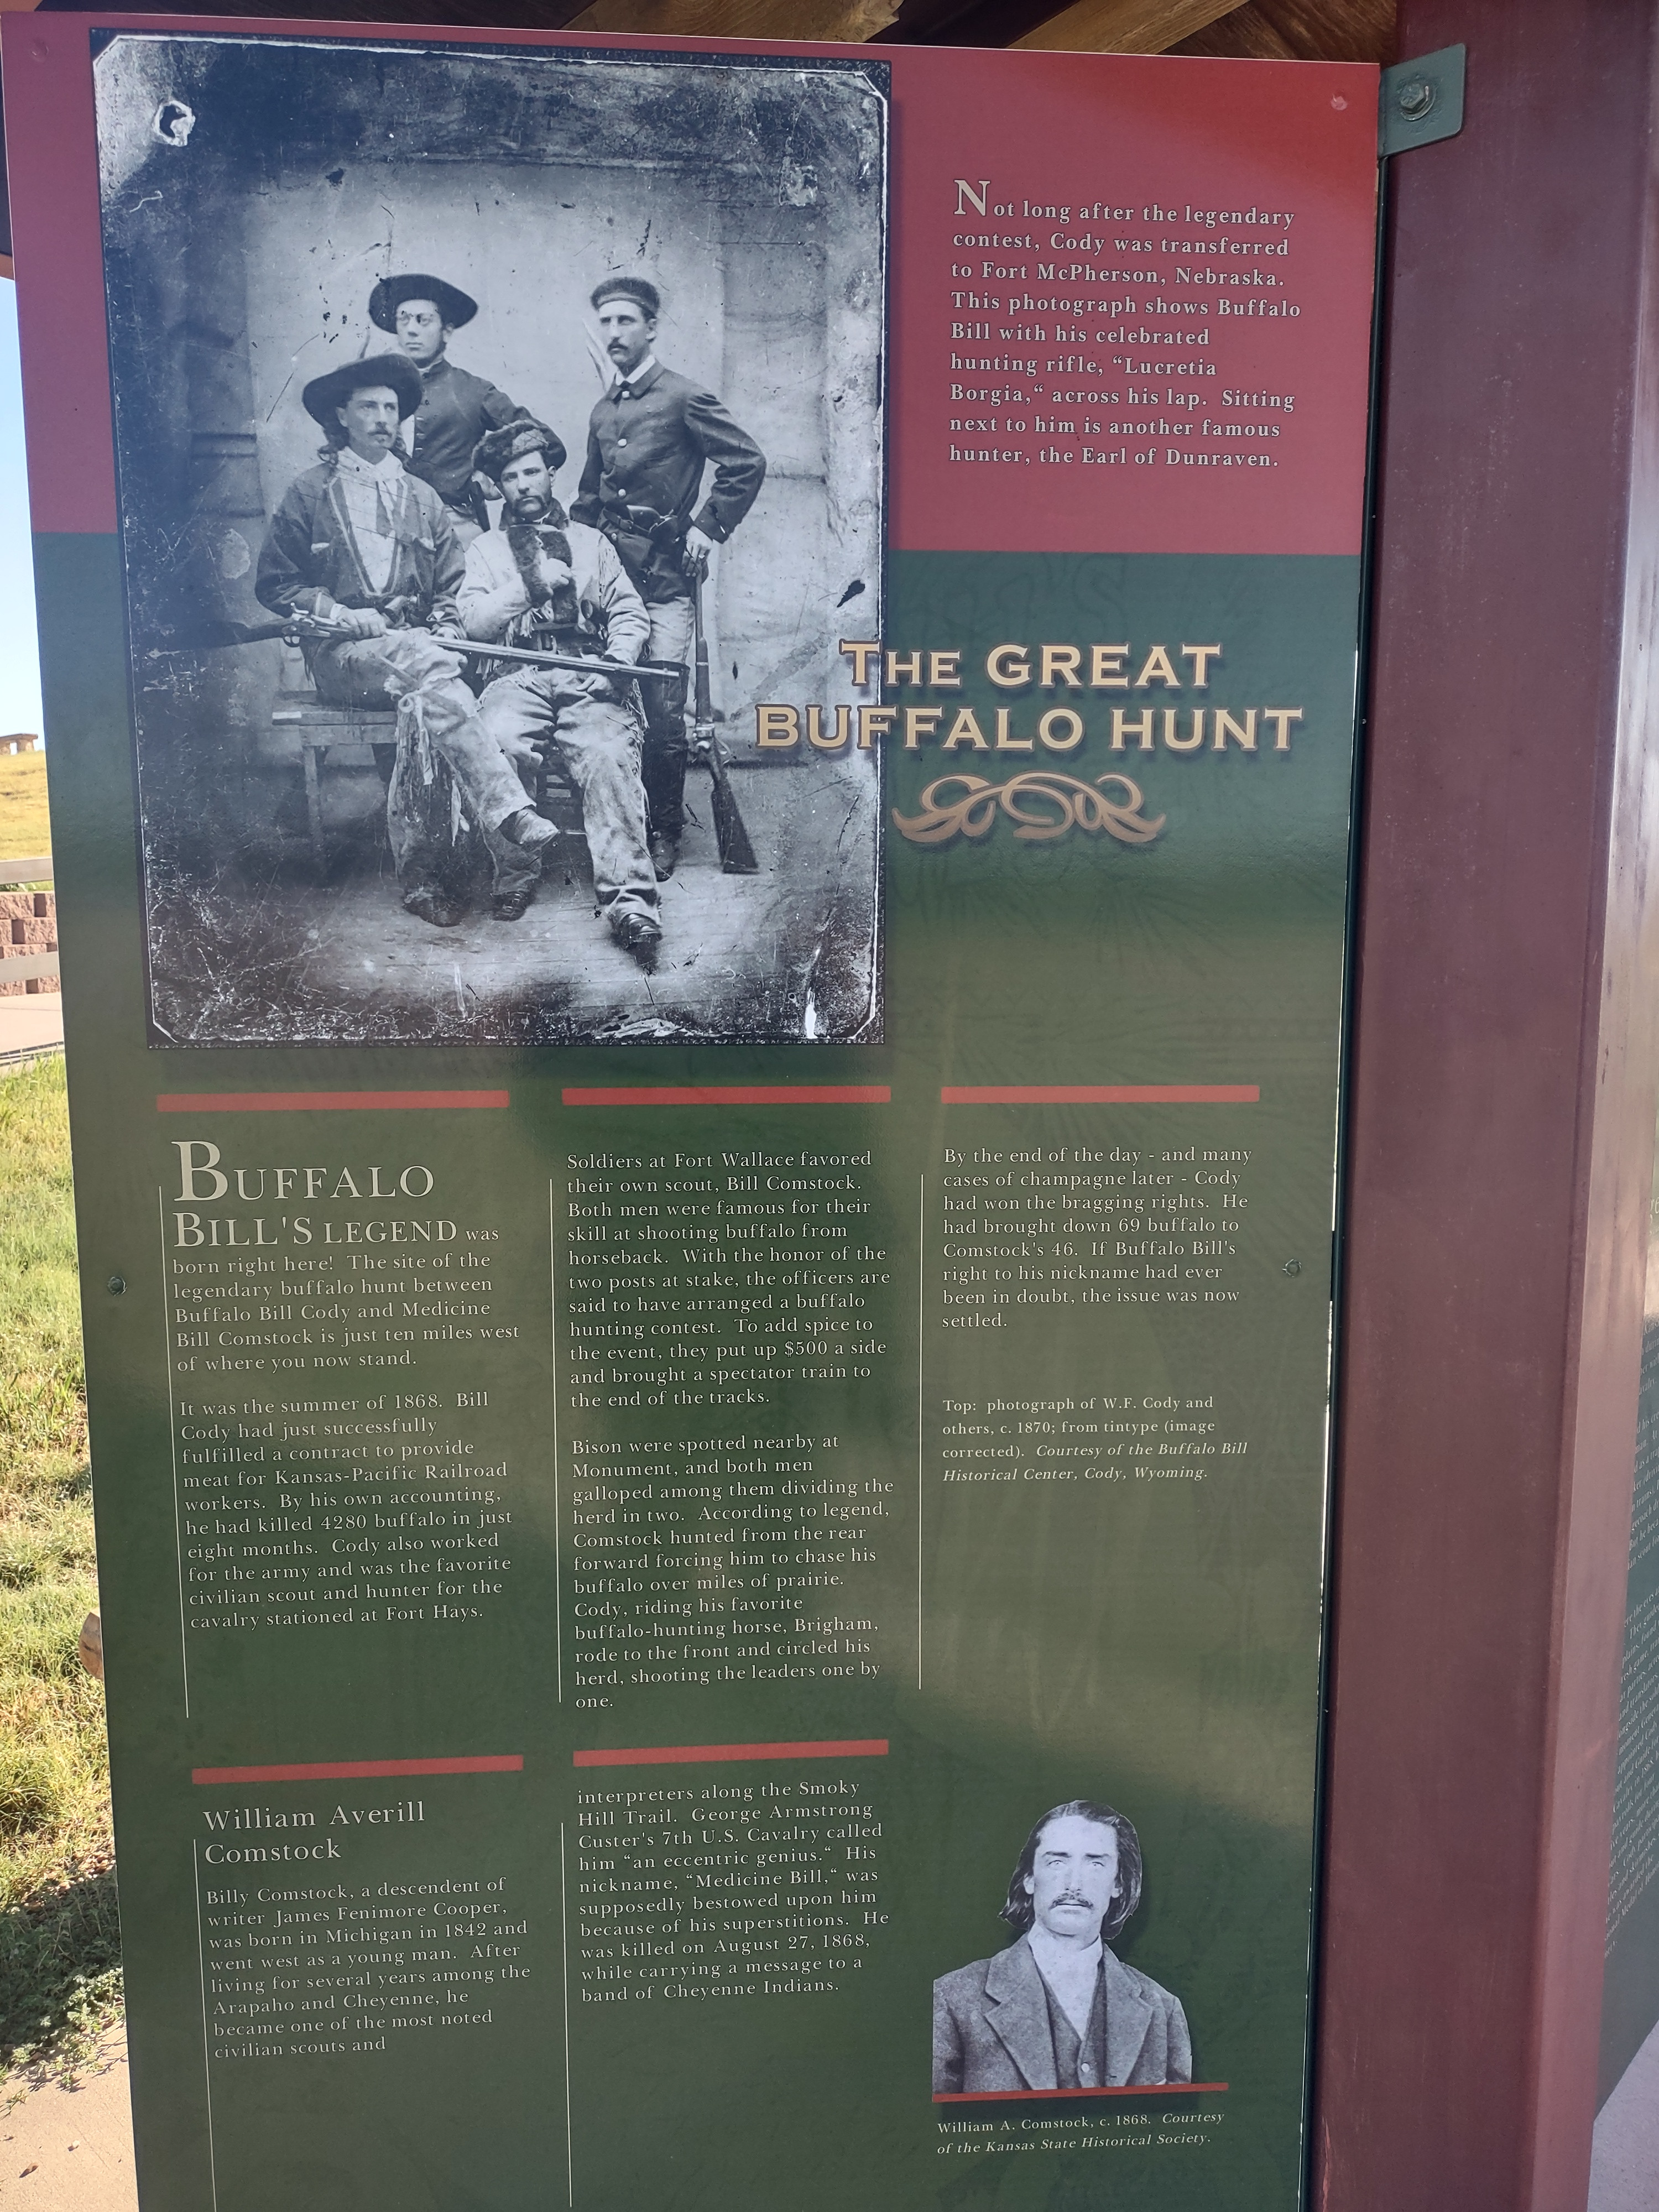 Not long after the legendary
contest, Cody was transferred
to Fort McPherson, Nebraska.
This photograph shows Buffalo
Bill with his celebrated
hunting rifle, “Lucretia
Borgia,“ across his lap. Sitting
next to him is another famous
hunter, the Earl of Dunraven.
THE GREAT
BUFFALO HUNT
BUFFALO
BILL'S LEGEND was
born right here! The site of the
legendary buffalo hunt between
Buffalo Bill Cody and Medicine
Bill Comstock is just ten miles west
of where you now stand.
It was the summer of 1868. Bill
Cody had just successfully
fulfilled a contract to provide
meat for Kansas-Pacific Railroad
workers. By his own accounting,
he had killed 4280 buffalo in just
eight months. Cody also worked
for the army and was the favorite
civilian scout and hunter for the
cavalry stationed at Fort Hays.
Soldiers at Fort Wallace favored
their own scout, Bill Comstock.
Both men were famous for their
skill at shooting buffalo from
horseback. With the honor of the
two posts at stake, the officers are
said to have arranged a buffalo
hunting contest. To add spice to
the event, they put up $500 a side
and brought a spectator train to
the end of the tracks.
Bison were spotted nearby at
Monument, and both men
galloped among them dividing the
herd in two. According to legend,
Comstock hunted from the rear
forward forcing him to chase his
buffalo over miles of prairie.
Cody, riding his favorite
buffalo-hunting horse, Brigham,
rode to the front and circled his
herd, shooting the leaders one by
one.
By the end of the day - and many
cases of champagne later - Cody
had won the bragging rights. He
had brought down 69 buffalo to
Comstock's 46. If Buffalo Bill's
right to his nickname had ever
been in doubt, the issue was now
settled.
Top: photograph of W.F. Cody and
others, c. 1870; from tintype (image
corrected). Courtesy of the Buffalo Bill
Historical Center, Cody, Wyoming.
William Averill
Comstock
Billy Comstock, a descendent of
writer James Fenimore Cooper,
was born in Michigan in 1842 and
went west as a young man. After
living for several years among the
Arapaho and Cheyenne, he
became one of the most noted
civilian scouts and
interpreters along the Smoky
Hill Trail. George Armstrong
Custer's 7th U.S. Cavalry called
him “an eccentric genius.“ His
nickname, “Medicine Bill,“ was
supposedly bestowed upon him
because of his superstitions. He
was killed on August 27, 1868,
while carrying a message to a
band of Cheyenne Indians.
William A. Comstock, c. 1868. Courtesy
of the Kansas State Historical Society.